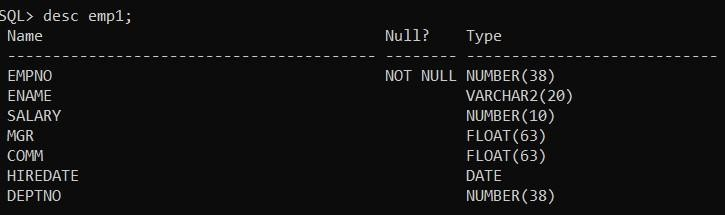 SQL> desc emp1;
Name Null? Type
----------------------------------------- -------- ----------------------------
EMPNO NOT NULL NUMBER(38)
ENAME VARCHAR2(20)
SALARY NUMBER(10)
MGR FLOAT(63)
COMM FLOAT(63)
HIREDATE DATE
DEPTNO NUMBER(38)